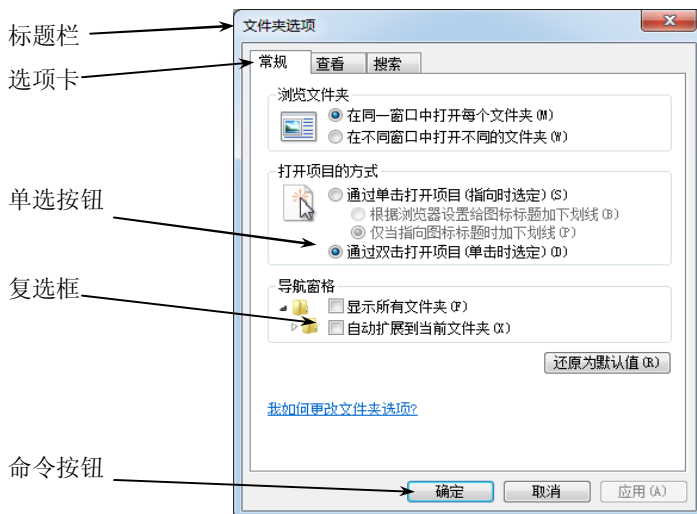 标题栏
文件夹选项
选项卡
常规 查看 搜索
浏览文件夹
在同一窗口中打开每个文件夹(M)
在不同窗口中打开不同的文件夹(W)
打开项目的方式
单选按钮
通过单击打开项目(指向时选定)(S)
根据浏览器设置给图标标题加下划线(B)
仅当指向图标标题时加下划线(P)
通过双击打开项目(单击时选定)(D)
复选框
导航窗格
显示所有文件夹(F)
自动扩展到当前文件夹(X)
还原为默认值(R)
我如何更改文件夹选项?
命令按钮
确定 取消 应用(A)